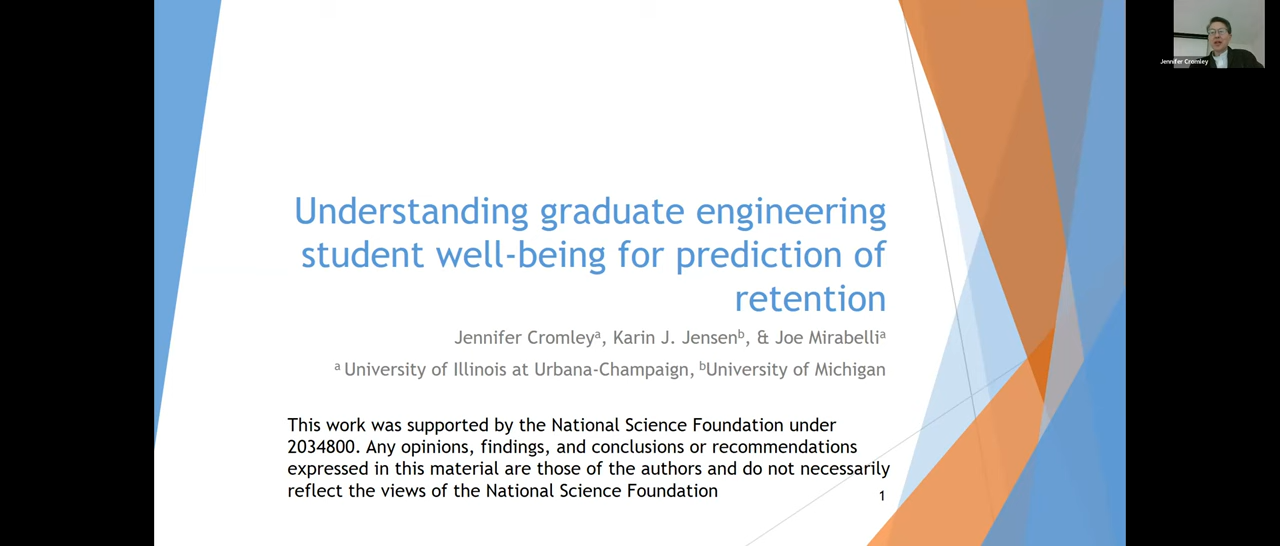 Jennifer Cromley
Understanding graduate engineering
student well-being for prediction of
retention
Jennifer Cromleyᵃ, Karin J. Jensenᵇ, & Joe Mirabelliᵃ
ᵃ University of Illinois at Urbana-Champaign, ᵇUniversity of Michigan
This work was supported by the National Science Foundation under
2034800. Any opinions, findings, and conclusions or recommendations
expressed in this material are those of the authors and do not necessarily
reflect the views of the National Science Foundation
1